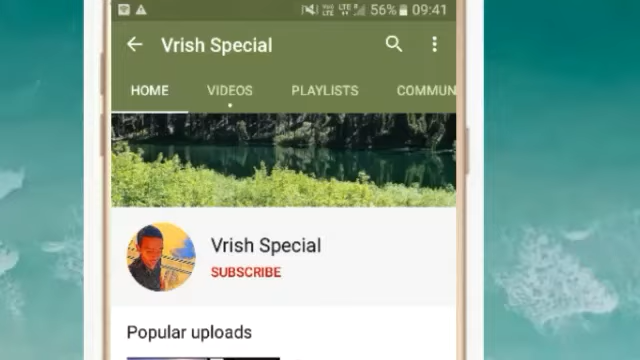 56% 09:41
Vrish Special
HOME VIDEOS PLAYLISTS COMMUN
Vrish Special
SUBSCRIBE
Popular uploads